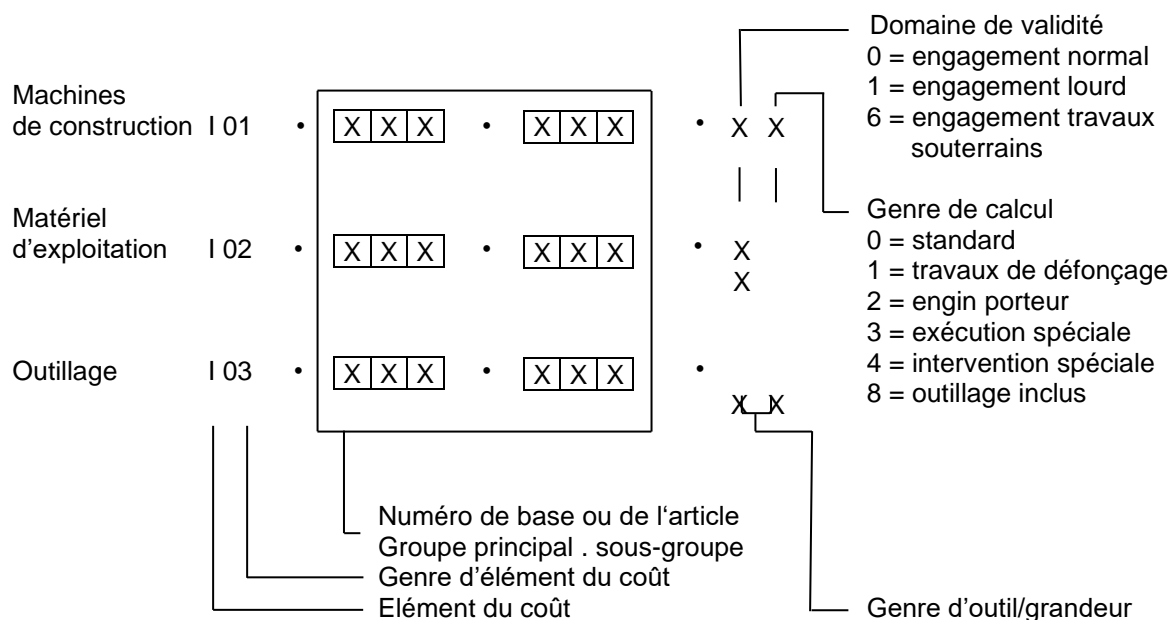 Domaine de validité
0 = engagement normal
1 = engagement lourd
6 = engagement travaux
souterrains
Machines
de construction I 01 • X X X • X X X • X X
Genre de calcul
0 = standard
1 = travaux de défonçage
2 = engin porteur
3 = exécution spéciale
4 = intervention spéciale
8 = outillage inclus
Matériel
d'exploitation I 02 • X X X • X X X • X
X
Outillage I 03 • X X X • X X X •
X X
Numéro de base ou de l‘article
Groupe principal . sous-groupe
Genre d'élément du coût
Elément du coût
Genre d'outil/grandeur